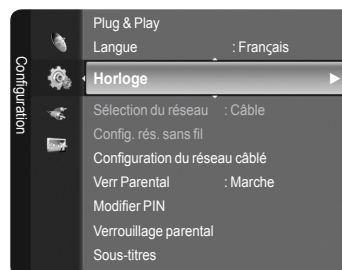 Configuration
Plug & Play
Langue : Français
Horloge
Sélection du réseau : Câble
Config. rés. sans fil
Configuration du réseau câblé
Verr Parental : Marche
Modifier PIN
Verrouillage parental
Sous-titres